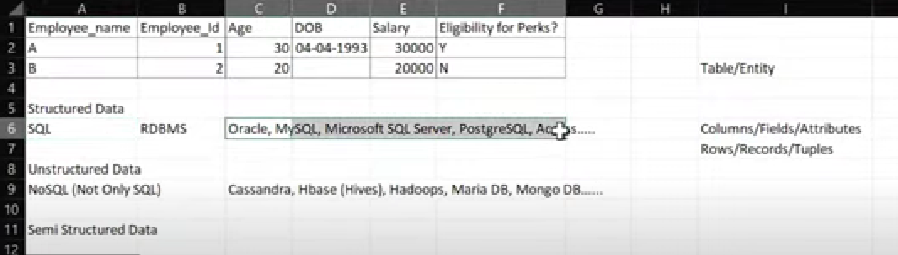 A B C D E F G H I
1 Employee_name Employee_Id Age DOB Salary Eligibility for Perks?
2 A 1 30 04-04-1993 30000 Y
3 B 2 20 20000 N Table/Entity
4
5 Structured Data
6 SQL RDBMS Oracle, MySQL, Microsoft SQL Server, PostgreSQL, Columns/Fields/Attributes
7 Rows/Records/Tuples
8 Unstructured Data
9 NoSQL (Not Only SQL) Cassandra, Hbase (Hives), Hadoops, Maria DB, Mongo DB......
10
11 Semi Structured Data
12